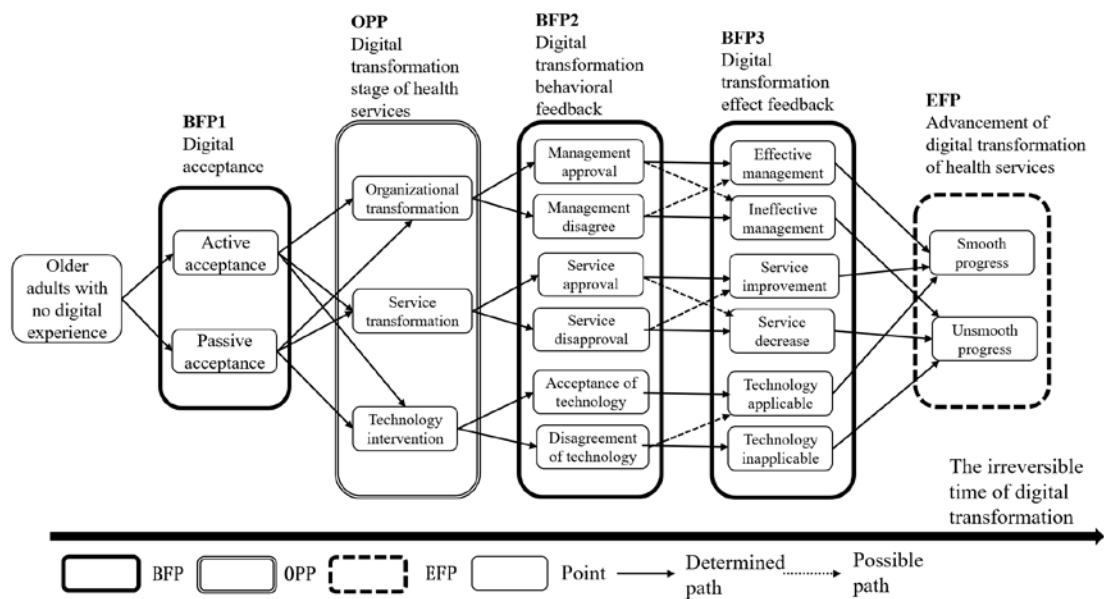 Older
adults with
no digital
experience
BFP1
Digital
acceptance
Active
acceptance
Passive
acceptance
OPP
Digital
transformation
stage of health
services
Organizational
transformation
Service
transformation
Technology
intervention
BFP2
Digital
transformation
behavioral
feedback
Management
approval
Management
disagree
Service
approval
Service
disapproval
Acceptance of
technology
Disagreement
of technology
BFP3
Digital
transformation
effect feedback
Effective
management
Ineffective
management
Service
improvement
Service
decrease
Technology
applicable
Technology
inapplicable
EFP
Advancement of
digital transformation
of health services
Smooth
progress
Unsmooth
progress
The irreversible
time of digital
transformation
BFP
OPP
EFP
Point
Determined
path
Possible
path